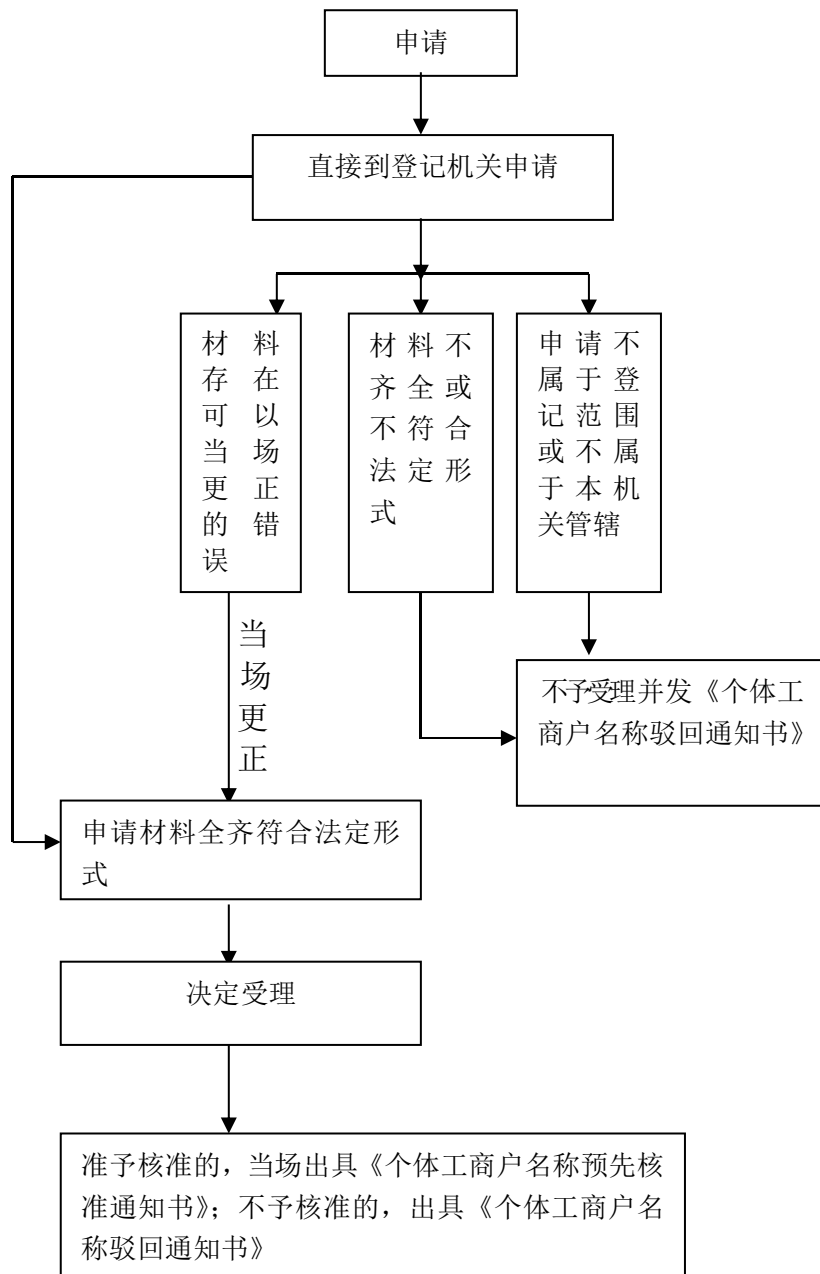 申请
直接到登记机关申请
材料
存在
可以
当场
更正
的错
误
材料不
齐全或
不符合
法定形
式
申请不
属于登
记范围
或不属
于本机
关管辖
当
场
更
正
不予受理并发《个体工
商户名称驳回通知书》
申请材料全齐符合法定形
式
决定受理
准予核准的，当场出具《个体工商户名称预先核
准通知书》；不予核准的，出具《个体工商户名
称驳回通知书》